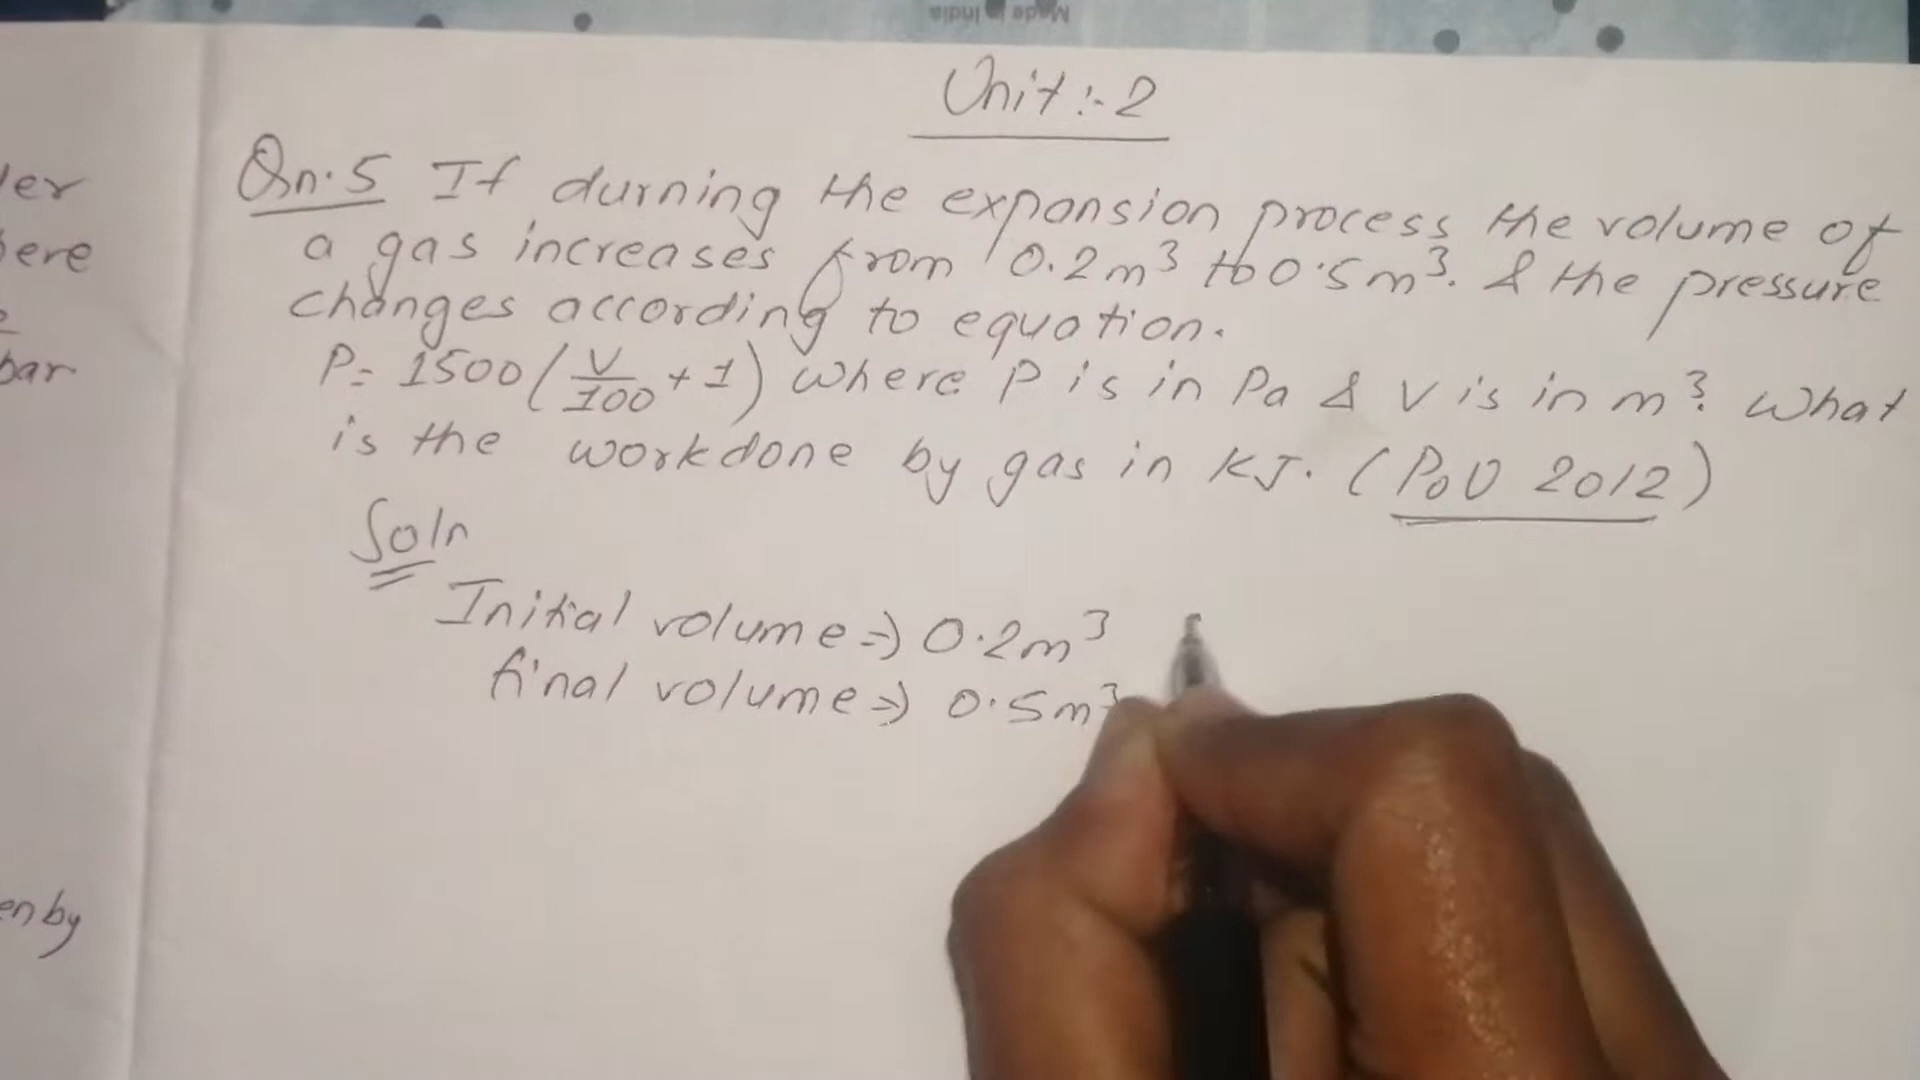 Made in India
Unit :- 2
Qn.5 If durning the expansion process the volume of
a gas increases from 0.2m³ to 0.5m³. & the pressure
changes according to equation.
P = 1500 (V/100 + 1) where P is in Pa & V is in m³. What
is the workdone by gas in KJ. (PoU 2012)
Soln
Initial volume => 0.2m³
final volume => 0.5m³
ere
bar
en by